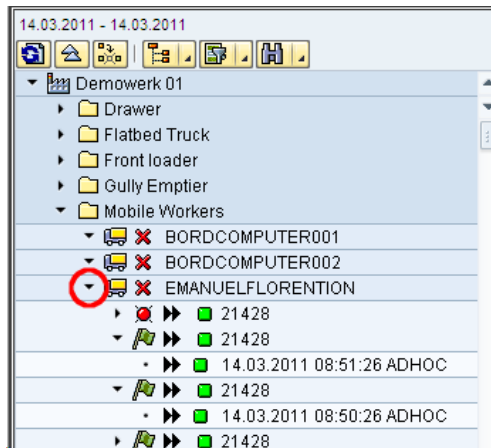 14.03.2011 - 14.03.2011
Demowerk 01
Drawer
Flatbed Truck
Front loader
Gully Emptier
Mobile Workers
BORDCOMPUTER001
BORDCOMPUTER002
EMANUELFLORENTION
21428
21428
14.03.2011 08:51:26 ADHOC
21428
14.03.2011 08:50:26 ADHOC
21428